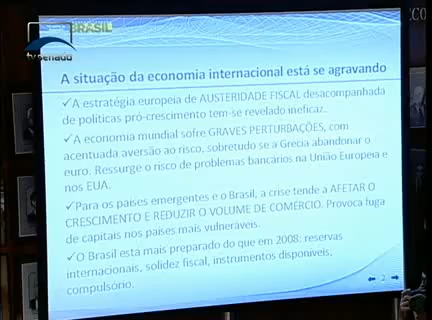 BRASIL
tv senado
A situação da economia internacional está se agravando
✓A estratégia europeia de AUSTERIDADE FISCAL desacompanhada
de políticas pró-crescimento tem-se revelado ineficaz.
✓A economia mundial sofre GRAVES PERTURBAÇÕES, com
acentuada aversão ao risco, sobretudo se a Grécia abandonar o
euro. Ressurge o risco de problemas bancários na União Europeia e
nos EUA.
✓Para os países emergentes e o Brasil, a crise tende a AFETAR O
CRESCIMENTO E REDUZIR O VOLUME DE COMÉRCIO. Provoca fuga
de capitais nos países mais vulneráveis.
✓O Brasil está mais preparado do que em 2008: reservas
internacionais, solidez fiscal, instrumentos disponíveis,
compulsório.
2